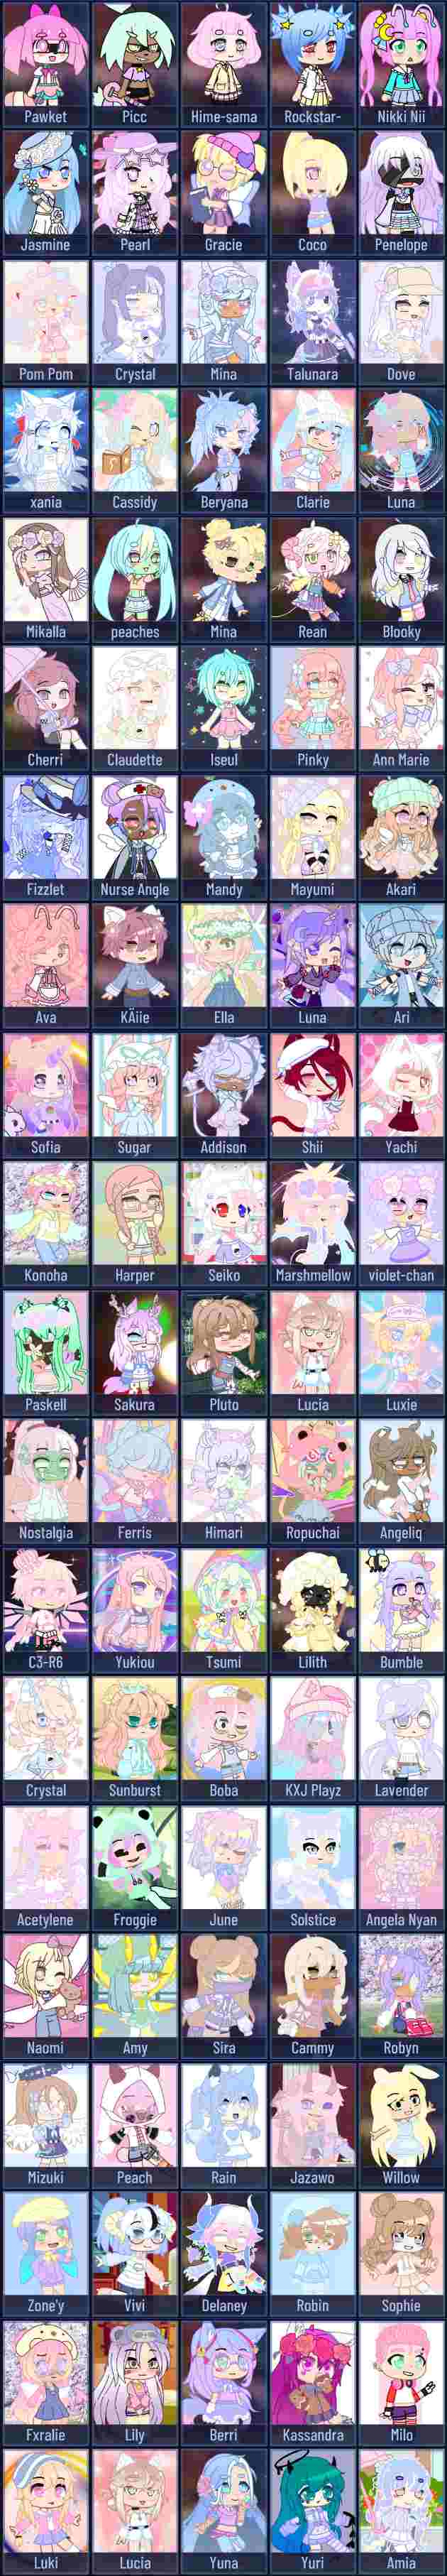 Pawket Picc Hime-sama Rockstar- Nikki Nii
Jasmine Pearl Gracie Coco Penelope
Pom Pom Crystal Mina Talunara Dove
xania Cassidy Beryana Clarie Luna
Mikalla peaches Mina Rean Blooky
Cherri Claudette Iseul Pinky Ann Marie
Fizzlet Nurse Angle Mandy Mayumi Akari
Ava KÄiie Ella Luna Ari
Sofia Sugar Addison Shii Yachi
Konoha Harper Seiko Marshmellow violet-chan
Paskell Sakura Pluto Lucia Luxie
Nostalgia Ferris Himari Ropuchai Angeliq
C3-R6 Yukiou Tsumi Lilith Bumble
Crystal Sunburst Boba KXJ Playz Lavender
Acetylene Froggie June Solstice Angela Nyan
Naomi Amy Sira Cammy Robyn
Mizuki Peach Rain Jazawo Willow
Zone'y Vivi Delaney Robin Sophie
Fxralie Lily Berri Kassandra Milo
Luki Lucia Yuna Yuri Amia